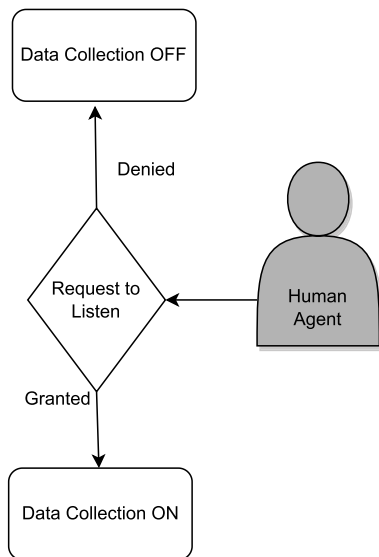 Data Collection OFF
Denied
Request to
Listen
Human
Agent
Granted
Data Collection ON